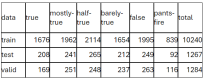 data true mostly-true half-true barely-true false pants-fire total
train 1676 1962 2114 1654 1995 839 10240
test 208 241 265 212 249 92 1267
valid 169 251 248 237 263 116 1284